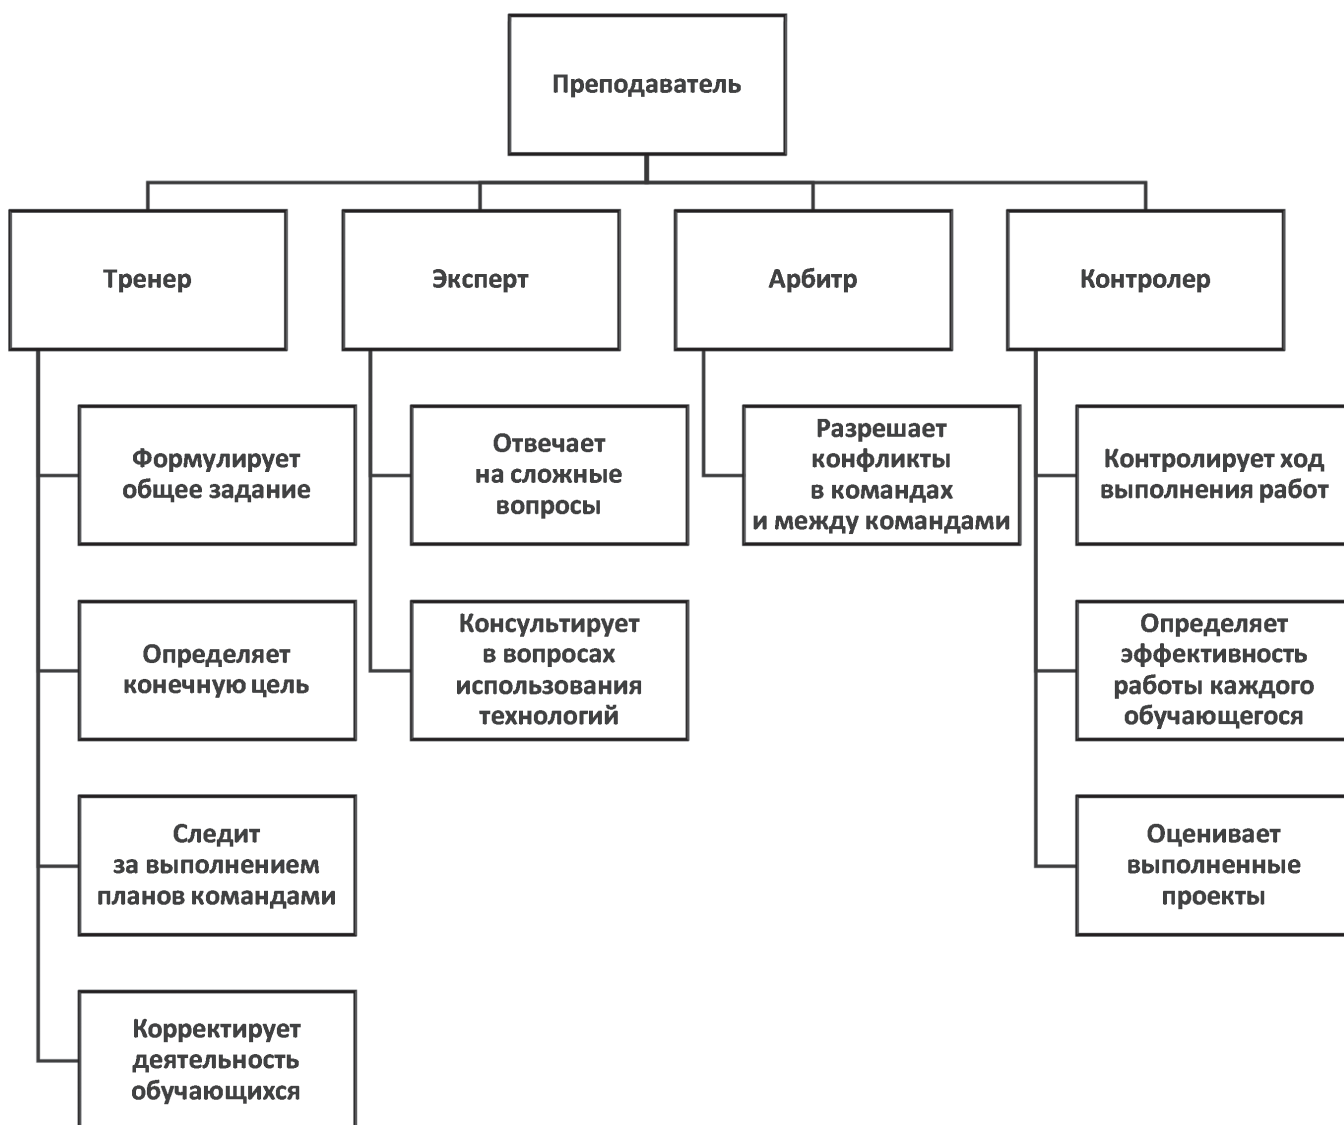 Преподаватель
Тренер
Эксперт
Арбитр
Контролер
Формулирует
общее задание
Отвечает
на сложные
вопросы
Разрешает
конфликты
в командах
и между командами
Контролирует ход
выполнения работ
Определяет
конечную цель
Консультирует
в вопросах
использования
технологий
Определяет
эффективность
работы каждого
обучающегося
Следит
за выполнением
планов командами
Оценивает
выполненные
проекты
Корректирует
деятельность
обучающихся